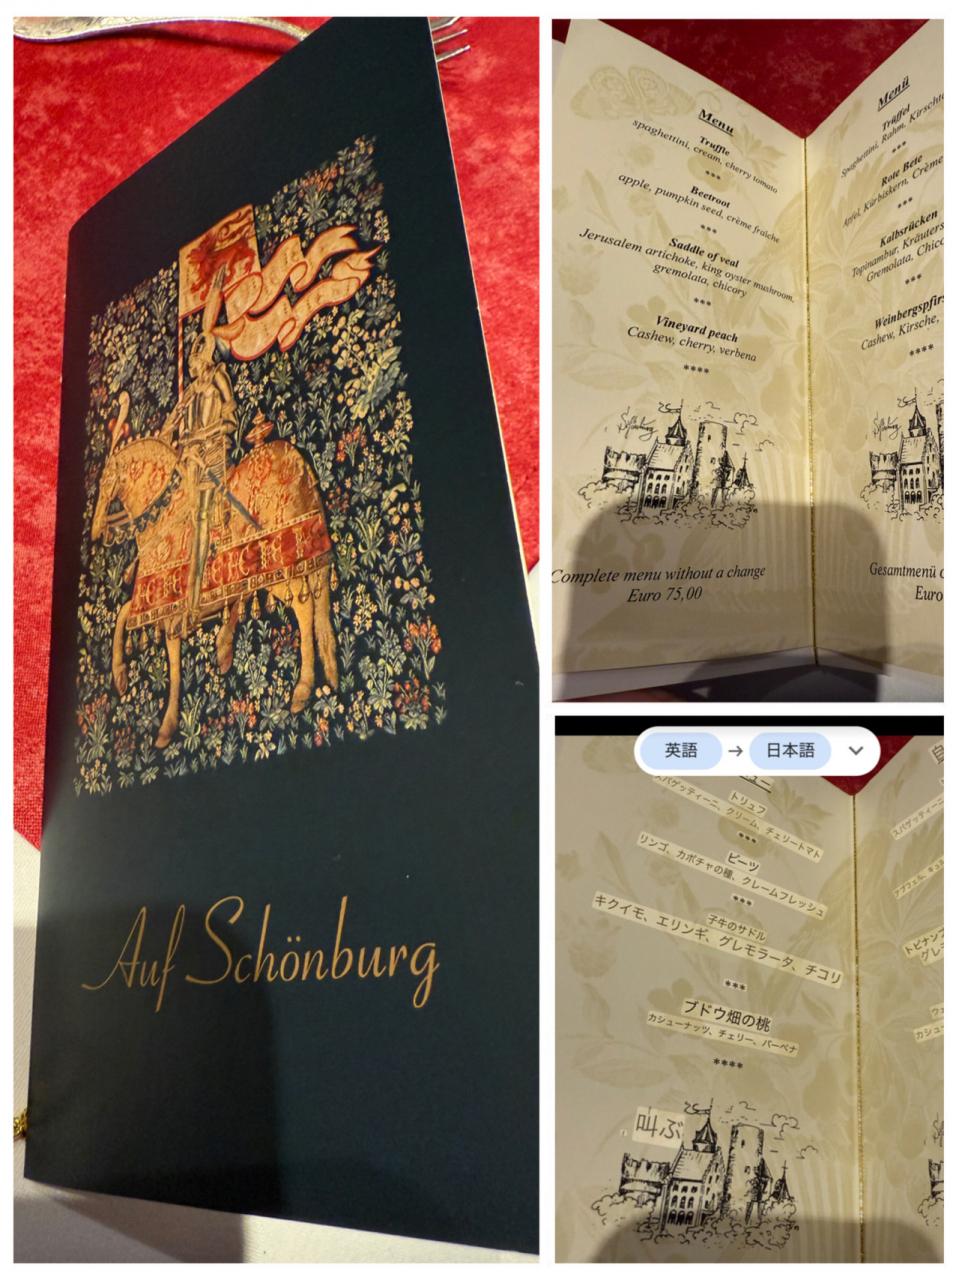 Auf Schönburg
Menu
Truffle
spaghettini, cream, cherry tomato
***
Beetroot
apple, pumpkin seed, crème fraîche
***
Saddle of veal
Jerusalem artichoke, king oyster mushroom,
gremolata, chicory
***
Vineyard peach
Cashew, cherry, verbena
****
Schönburg
Complete menu without a change
Euro 75,00
Menü
Trüffel
Spaghettini, Rahm,
***
Rote Bete
Apfel, Kürbiskern, Crème
***
Kalbsrücken
Topinambur,
Gremolata,
***
Cashew, Kirsche,
****
Gesamtmenü
Euro
英語 → 日本語
トリュフ
スパゲッティーニ、クリーム、チェリートマト
***
ビーツ
リンゴ、カボチャの種、クレームフレッシュ
***
子牛のサドル
キクイモ、エリンギ、グレモラータ、チコリ
***
ブドウ畑の桃
カシューナッツ、チェリー、バーベナ
****
叫ぶ